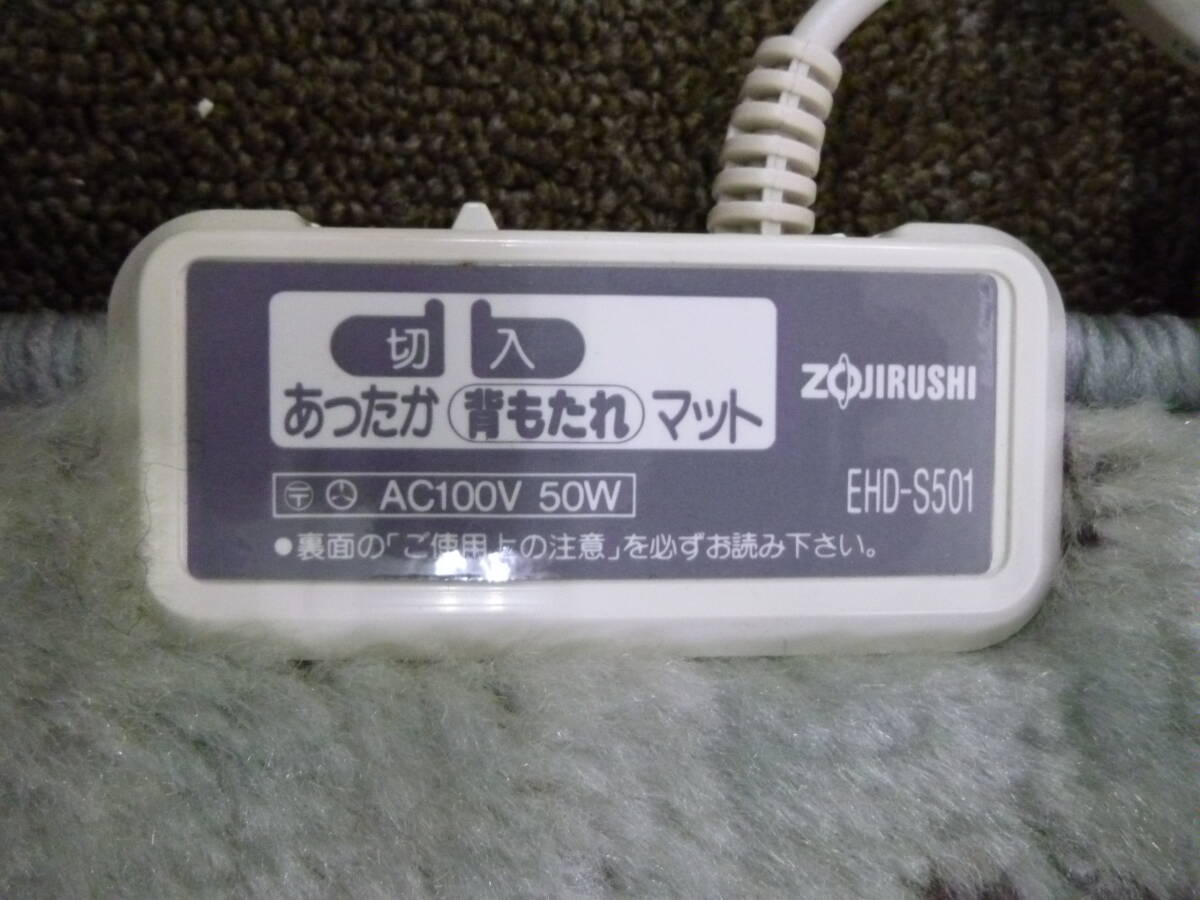 切 入
あったか 背もたれ マット
ZOJIRUSHI
〒 AC100V 50W
EHD-S501
●裏面の「ご使用上の注意」を必ずお読み下さい。